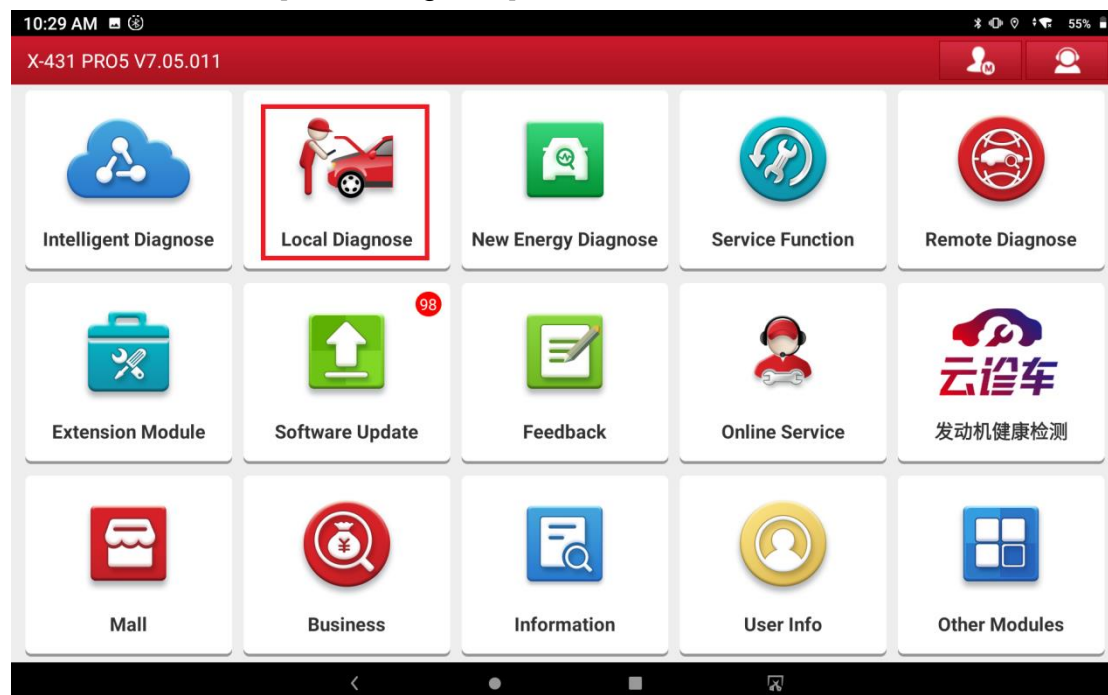 10:29 AM
55%
X-431 PRO5 V7.05.011
M
Intelligent Diagnose
Local Diagnose
New Energy Diagnose
Service Function
Remote Diagnose
98
云诊车
Extension Module
Software Update
Feedback
Online Service
发动机健康检测
¥
Mall
Business
Information
User Info
Other Modules